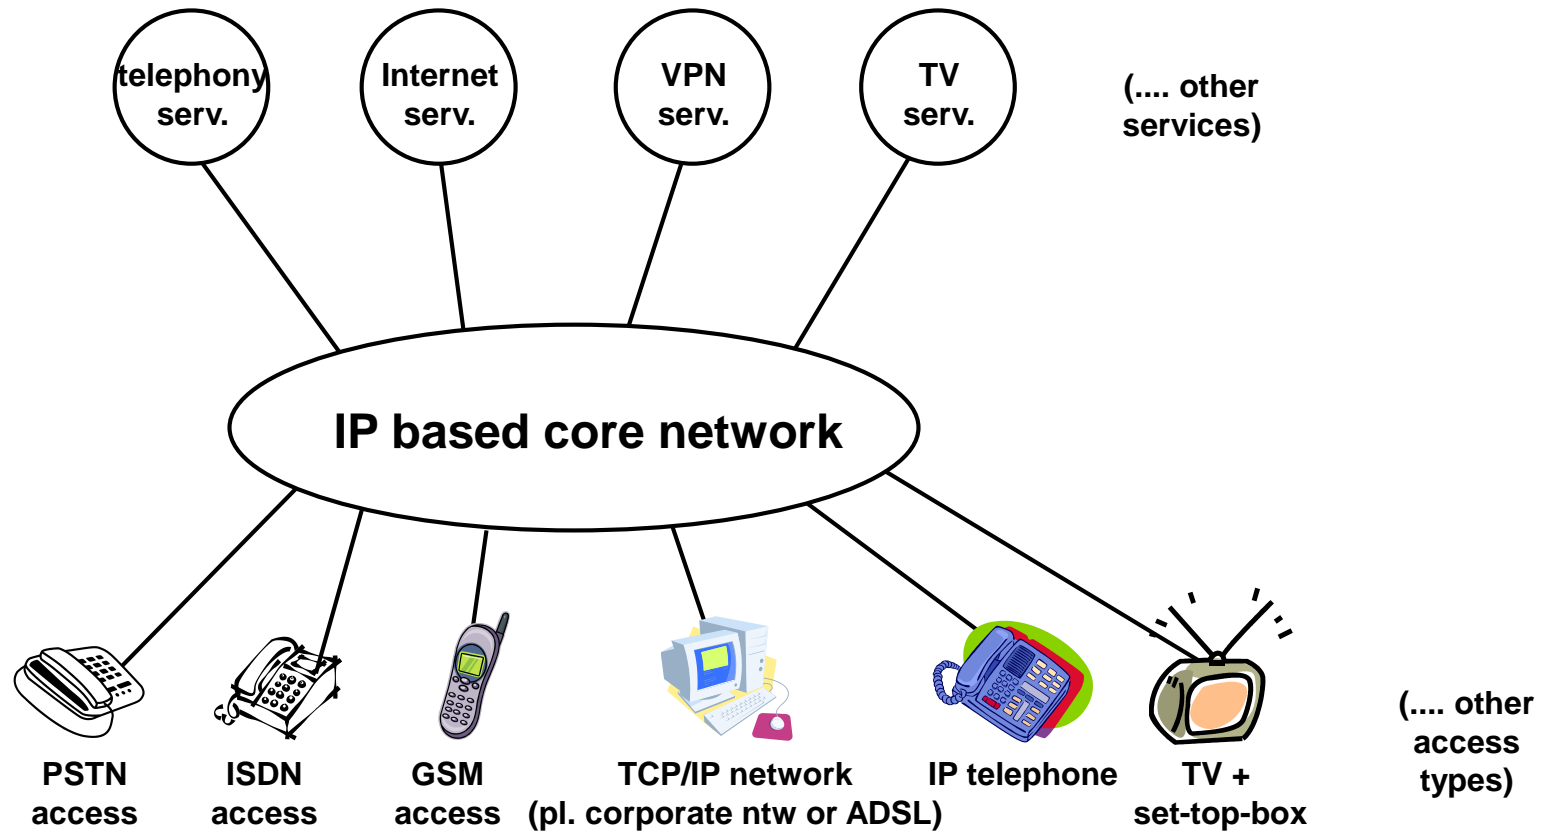 telephony
serv.
Internet
serv.
VPN
serv.
TV
serv.
(.... other
services)
IP based core network
PSTN
access
ISDN
access
GSM
access
TCP/IP network
(pl. corporate ntw or ADSL)
IP telephone
TV +
set-top-box
(.... other
access
types)